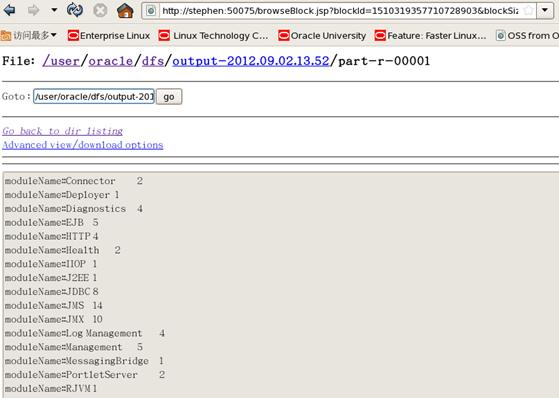 http://stephen:50075/browseBlock.jsp?blockId=1510319357710728903&blockSiz
访问最多 Enterprise Linux Linux Technology C... Oracle University Feature: Faster Linux... OSS from O
File: /user/oracle/dfs/output-2012.09.02.13.52/part-r-00001
Goto: /user/oracle/dfs/output-201 go
Go back to dir listing
Advanced view/download options
moduleName::Connector 2
moduleName::Deployer 1
moduleName::Diagnostics 4
moduleName::EJB 5
moduleName::HTTP 4
moduleName::Health 2
moduleName::IIOP 1
moduleName::J2EE 1
moduleName::JDBC 8
moduleName::JMS 14
moduleName::JMX 10
moduleName::Log Management 4
moduleName::Management 5
moduleName::MessagingBridge 1
moduleName::PortletServer 2
moduleName::RJVM 1